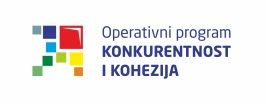 Operativni program
KONKURENTNOST
I KOHEZIJA